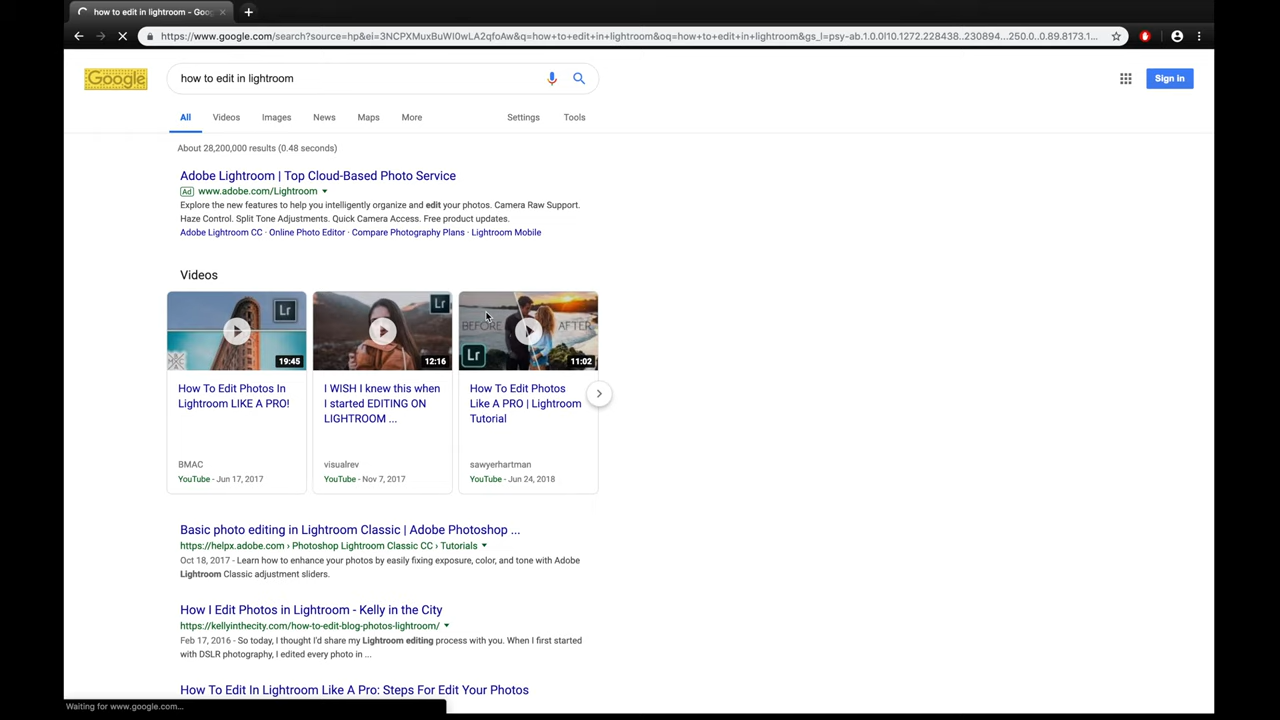 how to edit in lightroom - Goog
https://www.google.com/search?source=hp&ei=3NCPXMuxBuWI0wLA2qfoAw&q=how+to+edit+in+lightroom&oq=how+to+edit+in+lightroom&gs_l=psy-ab.1.0.0l10.1272.228438..230894...250.0..0.89.8173.1...
Google
how to edit in lightroom
Sign in
All Videos Images News Maps More Settings Tools
About 28,200,000 results (0.48 seconds)
Adobe Lightroom | Top Cloud-Based Photo Service
Ad www.adobe.com/Lightroom
Explore the new features to help you intelligently organize and edit your photos. Camera Raw Support.
Haze Control. Split Tone Adjustments. Quick Camera Access. Free product updates.
Adobe Lightroom CC · Online Photo Editor · Compare Photography Plans · Lightroom Mobile
Videos
Lr
19:45
How To Edit Photos In
Lightroom LIKE A PRO!
BMAC
YouTube - Jun 17, 2017
Lr
12:16
I WISH I knew this when
I started EDITING ON
LIGHTROOM ...
visualrev
YouTube - Nov 7, 2017
BEFORE AFTER
Lr
11:02
How To Edit Photos
Like A PRO | Lightroom
Tutorial
sawyerhartman
YouTube - Jun 24, 2018
Basic photo editing in Lightroom Classic | Adobe Photoshop ...
https://helpx.adobe.com › Photoshop Lightroom Classic CC › Tutorials
Oct 18, 2017 - Learn how to enhance your photos by easily fixing exposure, color, and tone with Adobe
Lightroom Classic adjustment sliders.
How I Edit Photos in Lightroom - Kelly in the City
https://kellyinthecity.com/how-to-edit-blog-photos-lightroom/
Feb 17, 2016 - So today, I thought I'd share my Lightroom editing process with you. When I first started
with DSLR photography, I edited every photo in ...
How To Edit In Lightroom Like A Pro: Steps For Edit Your Photos
Waiting for www.google.com...